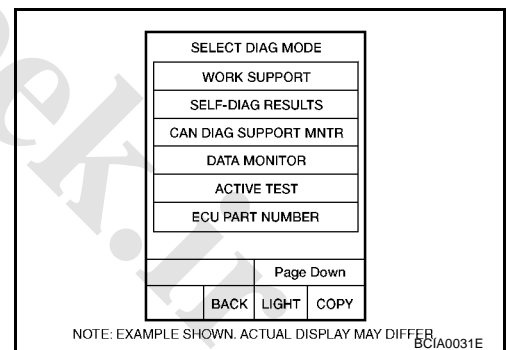 SELECT DIAG MODE
WORK SUPPORT
SELF-DIAG RESULTS
CAN DIAG SUPPORT MNTR
DATA MONITOR
ACTIVE TEST
ECU PART NUMBER
Page Down
BACK LIGHT COPY
NOTE: EXAMPLE SHOWN. ACTUAL DISPLAY MAY DIFFER.
BCIA0031E